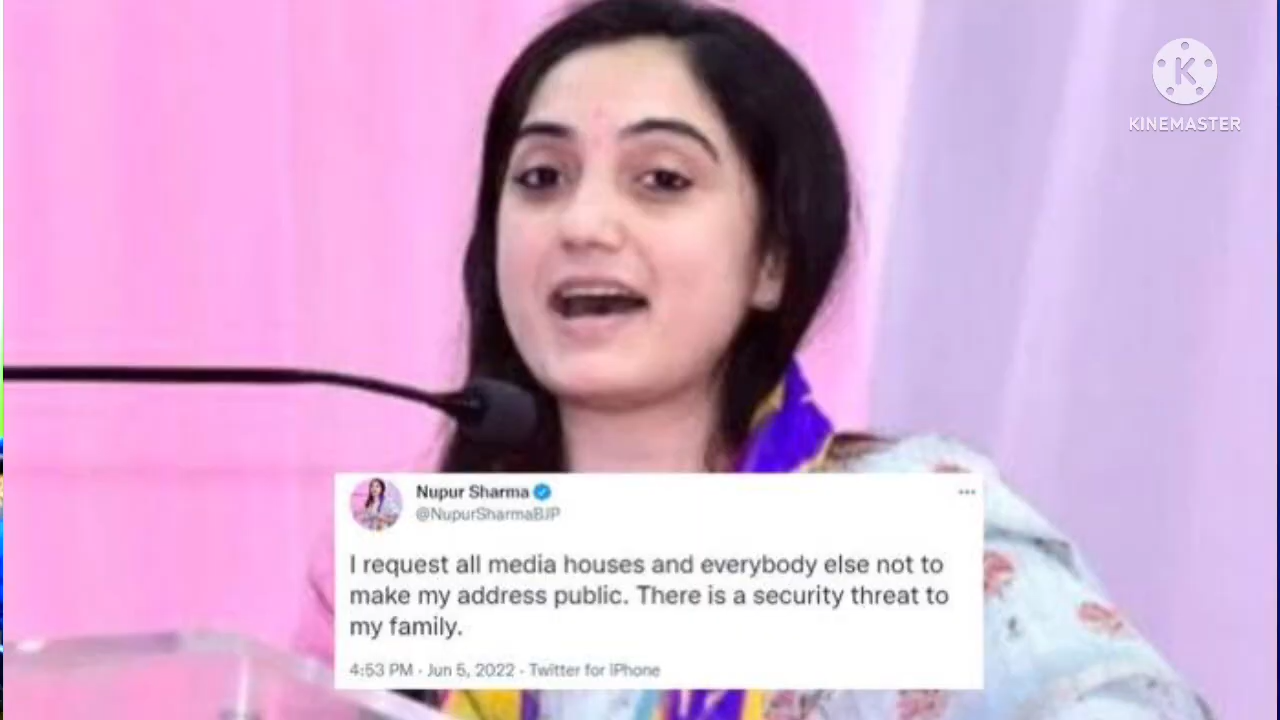 K
KINEMASTER
Nupur Sharma
@NupurSharmaBJP
I request all media houses and everybody else not to
make my address public. There is a security threat to
my family.
4:53 PM · Jun 5, 2022 · Twitter for iPhone